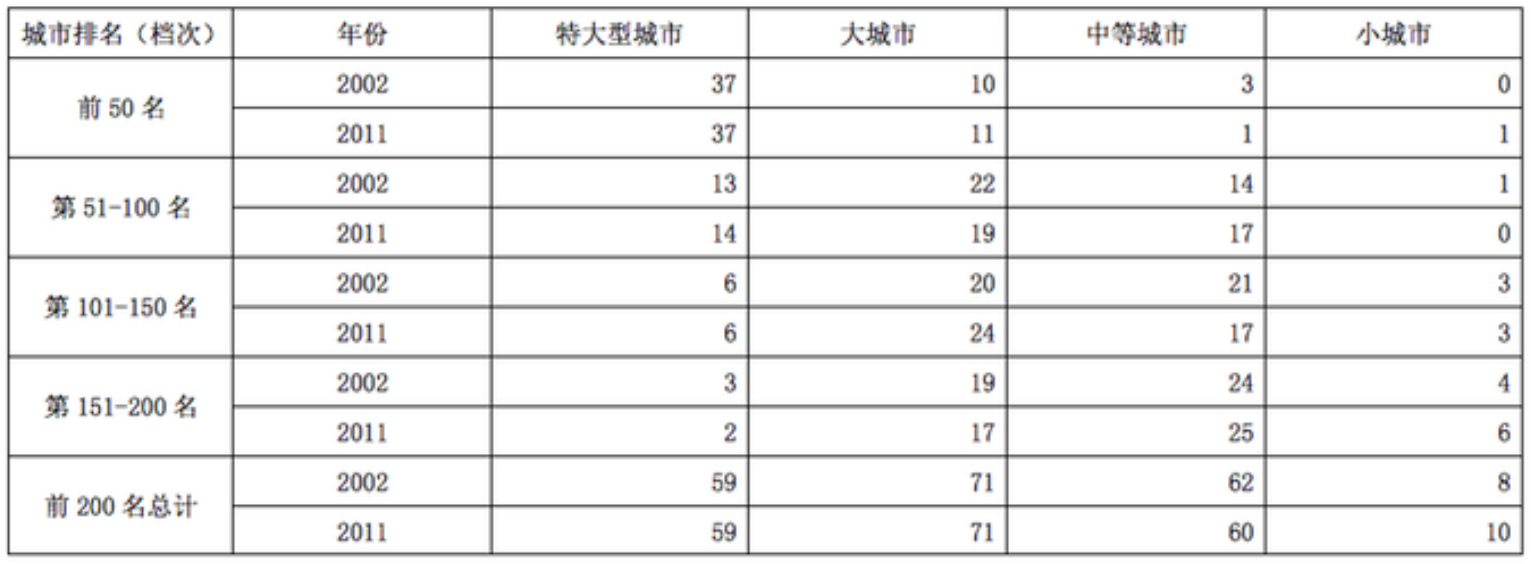 城市排名（档次） 年份 特大型城市 大城市 中等城市 小城市
前 50 名 2002 37 10 3 0
2011 37 11 1 1
第 51-100 名 2002 13 22 14 1
2011 14 19 17 0
第 101-150 名 2002 6 20 21 3
2011 6 24 17 3
第 151-200 名 2002 3 19 24 4
2011 2 17 25 6
前 200 名总计 2002 59 71 62 8
2011 59 71 60 10